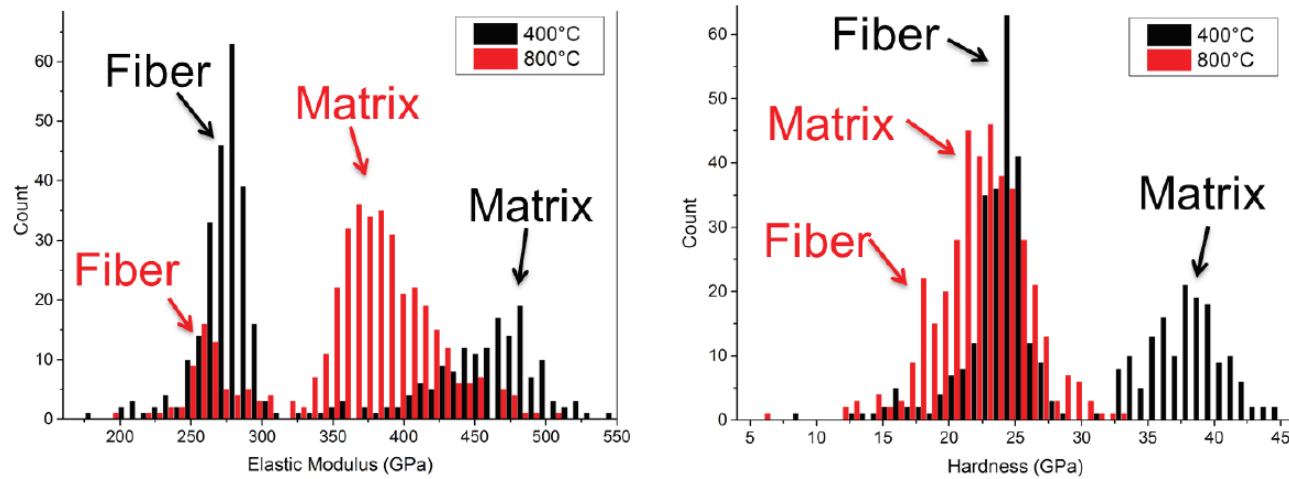 400°C
800°C
Fiber
Matrix
Fiber
Matrix
Count
60
50
40
30
20
10
0
200
250
300
350
400
450
500
550
Elastic Modulus (GPa)
400°C
800°C
Fiber
Matrix
Fiber
Matrix
Count
60
50
40
30
20
10
0
5
10
15
20
25
30
35
40
45
Hardness (GPa)